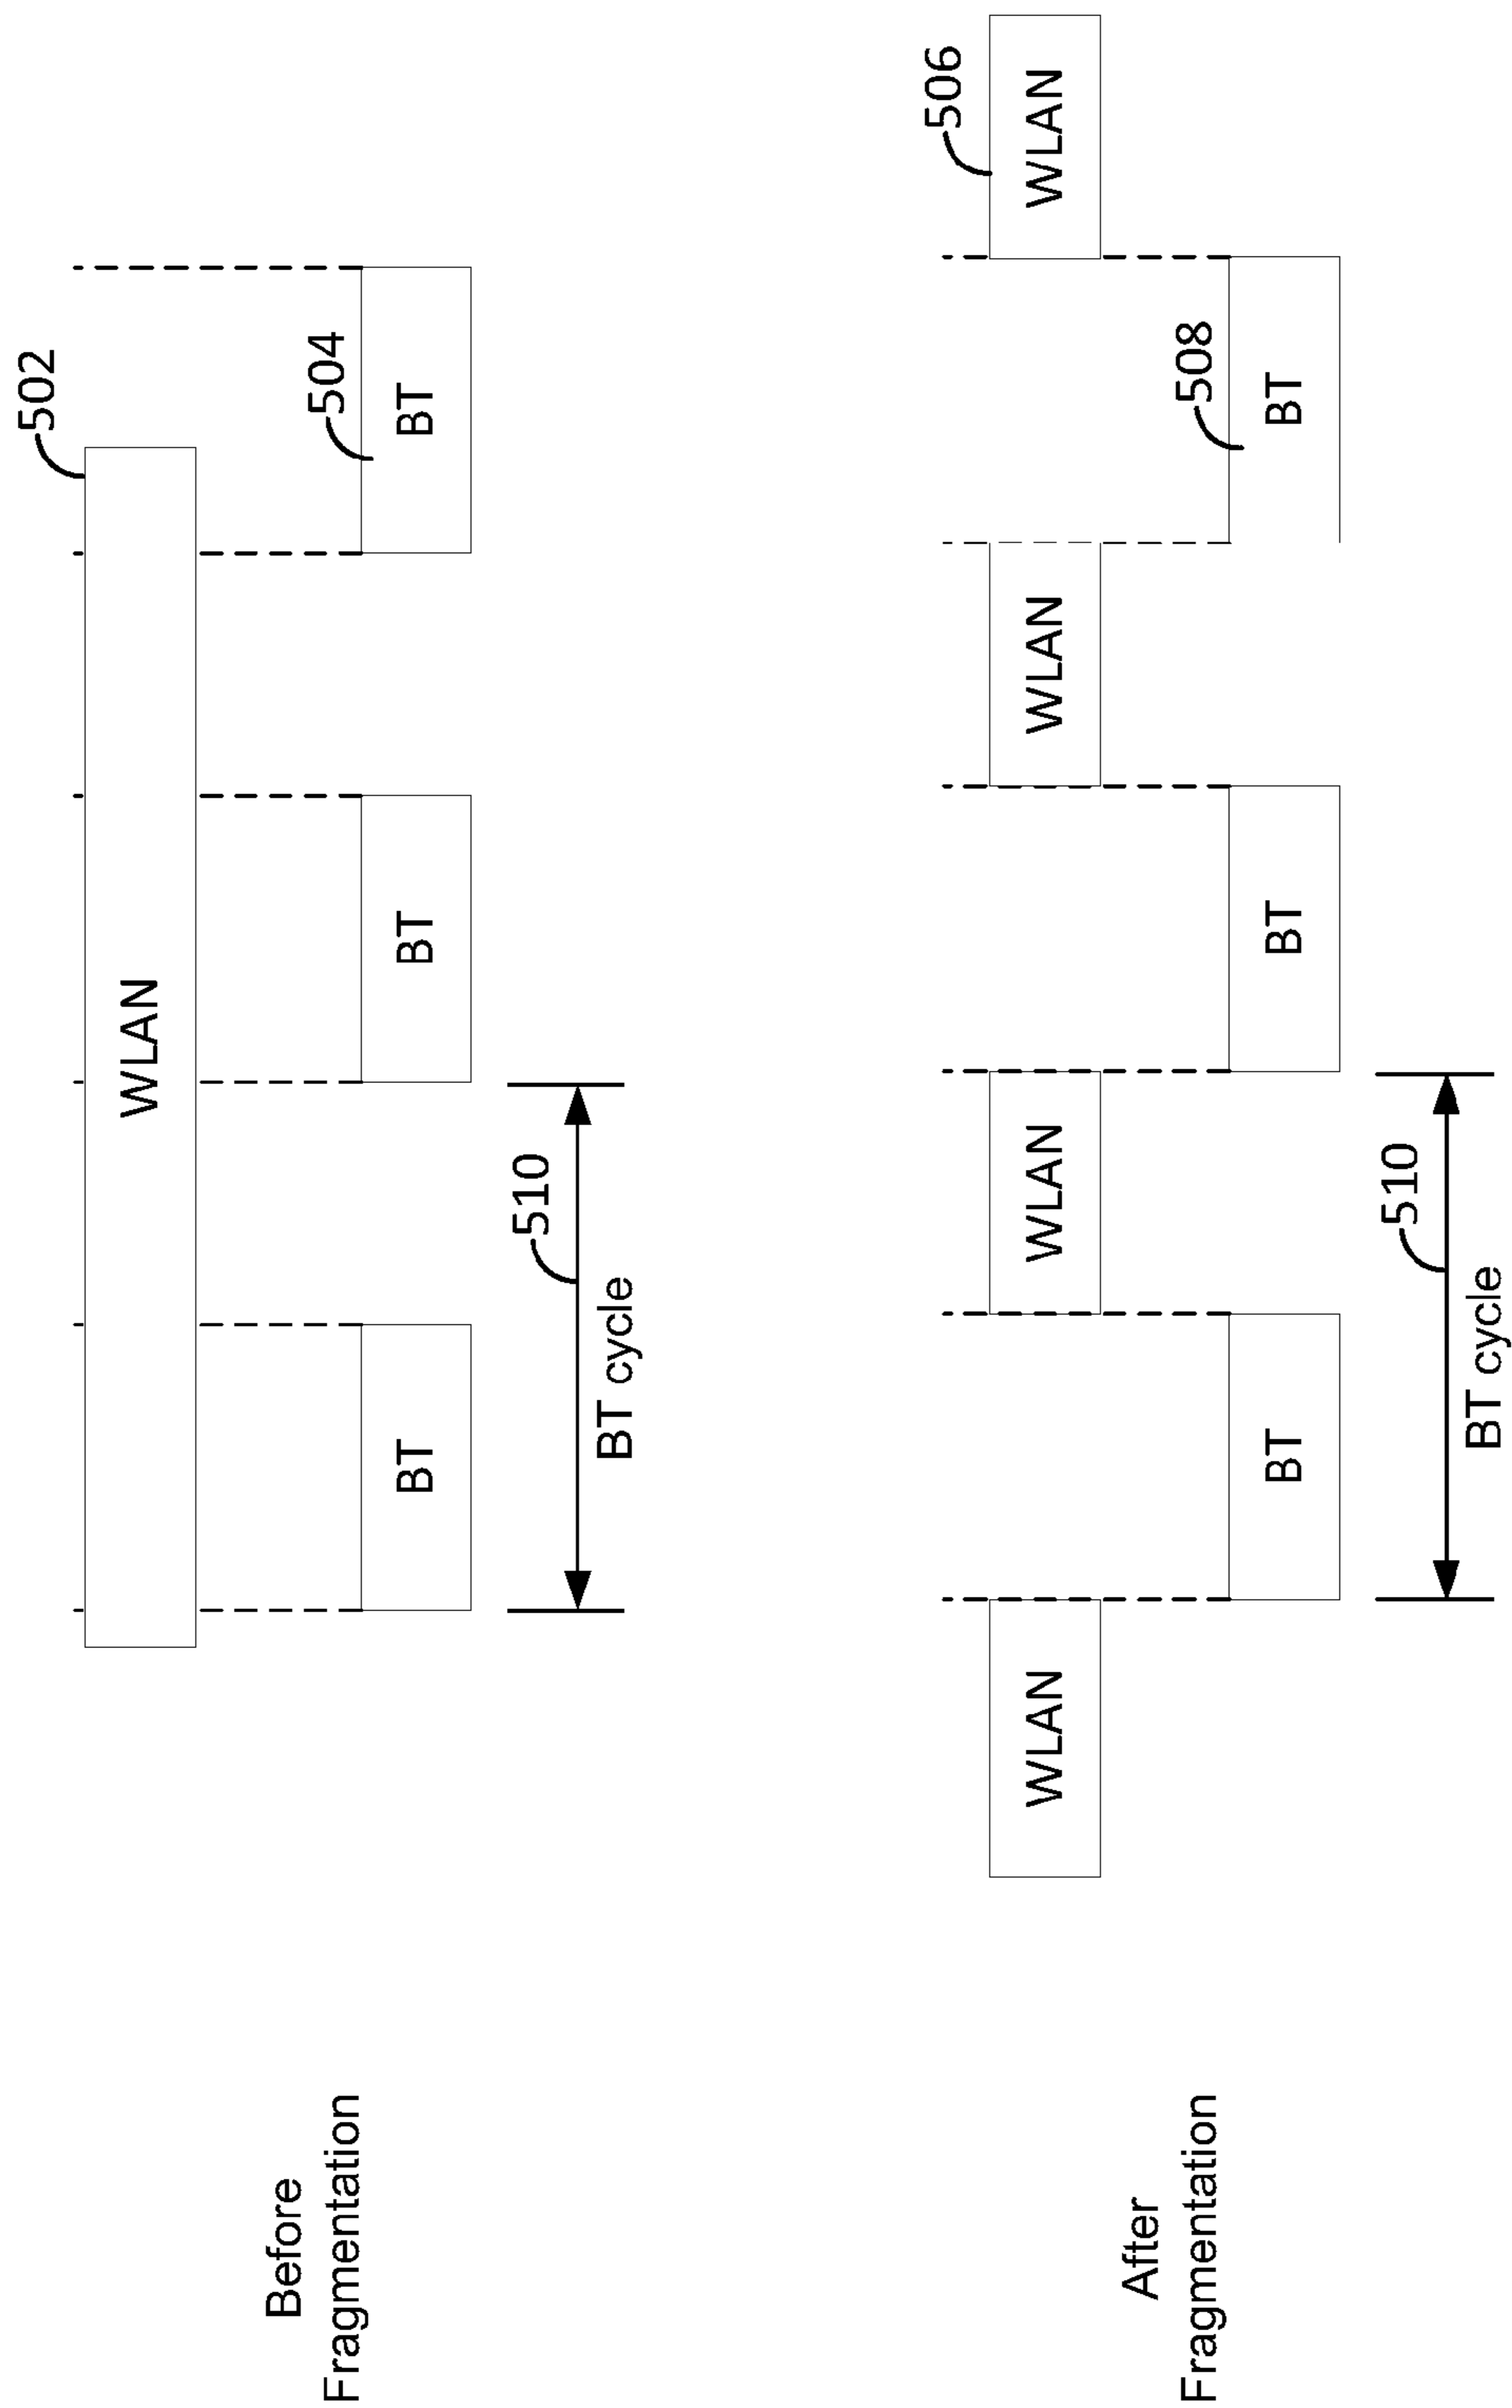 502
WLAN
504
BT
BT
BT
510
BT cycle
Before
Fragmentation
506
WLAN
WLAN
WLAN
WLAN
508
BT
BT
BT
510
BT cycle
After
Fragmentation